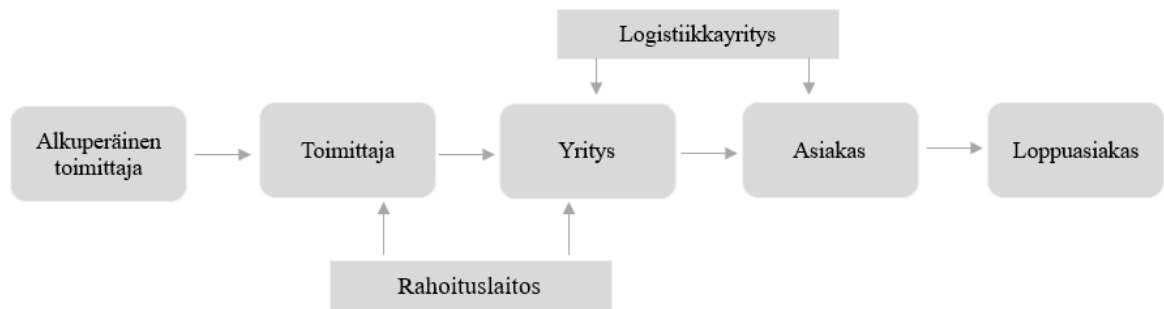 Logistiikkayritys
Alkuperäinen
toimittaja
Toimittaja
Yritys
Asiakas
Loppuasiakas
Rahoituslaitos